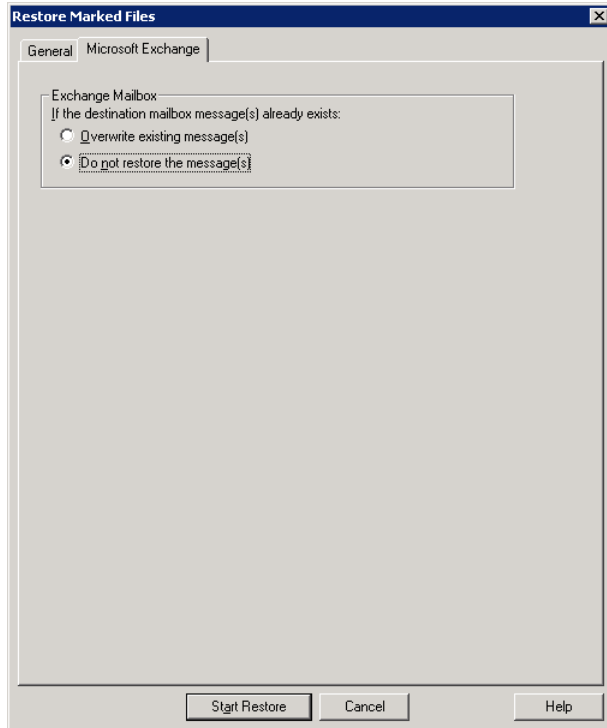 Restore Marked Files
General
Microsoft Exchange
Exchange Mailbox
If the destination mailbox message(s) already exists:
Overwrite existing message(s)
Do not restore the message(s)
Start Restore
Cancel
Help